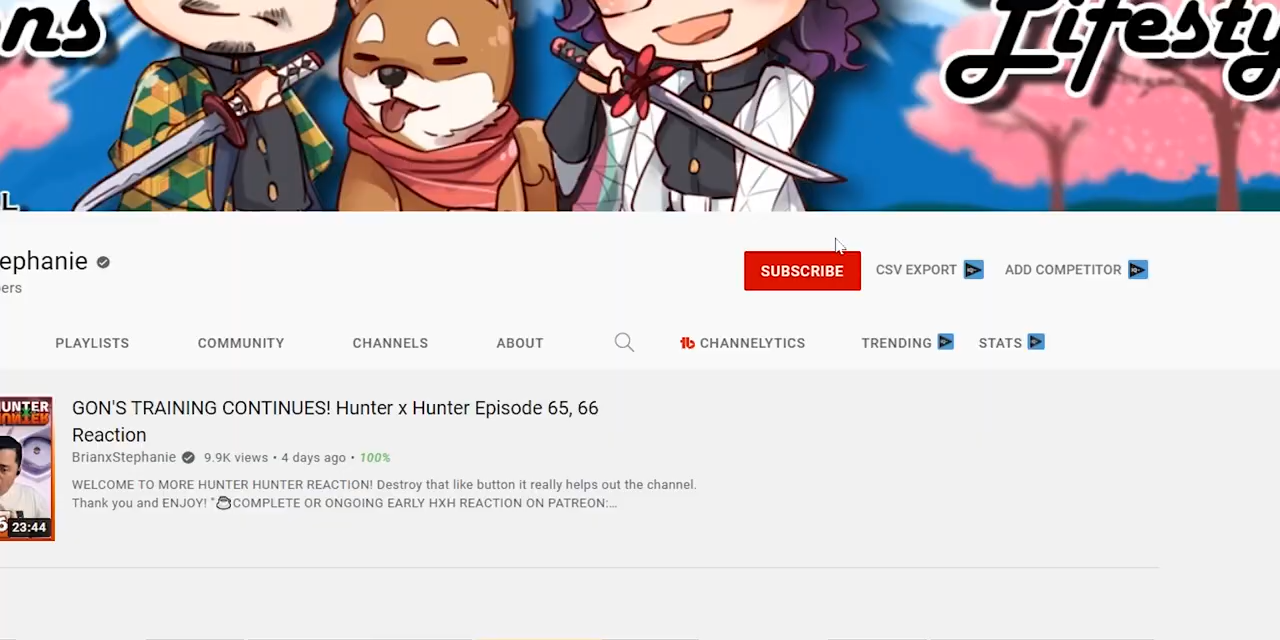 ns
Lifesty
L
ephanie
bers
SUBSCRIBE
CSV EXPORT
ADD COMPETITOR
PLAYLISTS
COMMUNITY
CHANNELS
ABOUT
CHANNELYTICS
TRENDING
STATS
HUNTER
HUNTER
6
23:44
GON'S TRAINING CONTINUES! Hunter x Hunter Episode 65, 66
Reaction
BrianxStephanie 9.9K views • 4 days ago • 100%
WELCOME TO MORE HUNTER HUNTER REACTION! Destroy that like button it really helps out the channel.
Thank you and ENJOY! "🍙COMPLETE OR ONGOING EARLY HXH REACTION ON PATREON:...